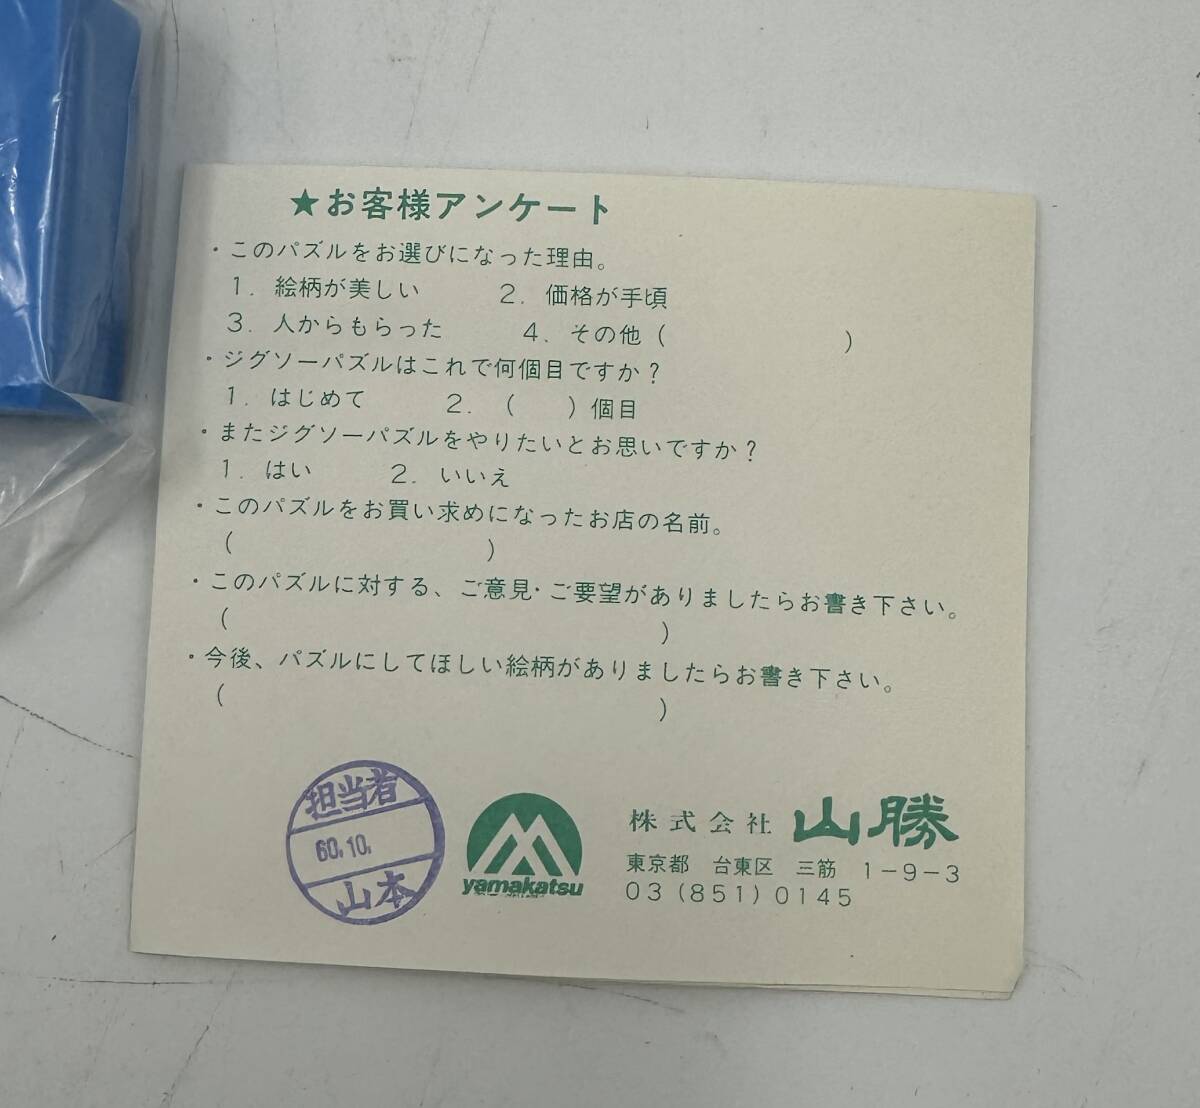 ★お客様アンケート
・このパズルをお選びになった理由。
1. 絵柄が美しい 2. 価格が手頃
3. 人からもらった 4. その他 ( )
・ジグソーパズルはこれで何個目ですか?
1. はじめて 2. ( ) 個目
・またジグソーパズルをやりたいとお思いですか?
1. はい 2. いいえ
・このパズルをお買い求めになったお店の名前。
( )
・このパズルに対する、ご意見・ご要望がありましたらお書き下さい。
( )
・今後、パズルにしてほしい絵柄がありましたらお書き下さい。
( )
担当者
60.10.
山本
yamakatsu
株式会社 山勝
東京都 台東区 三筋 1-9-3
03 (851) 0145